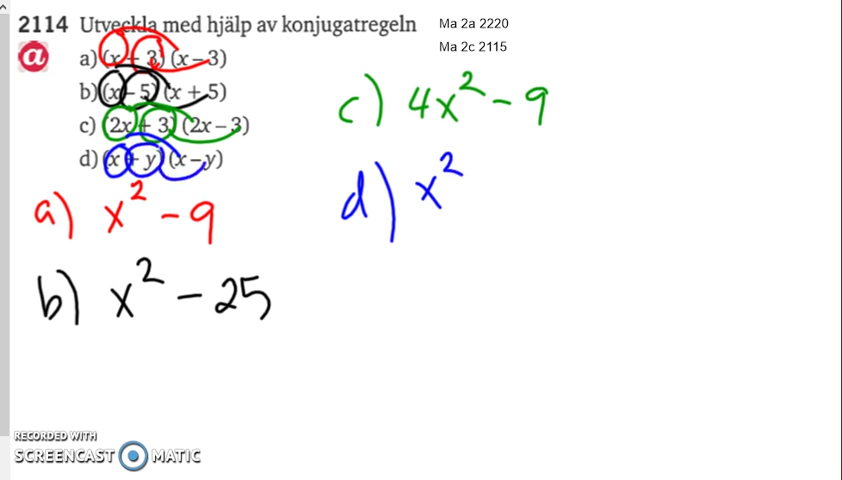 2114 Utveckla med hjälp av konjugatregeln
Ma 2a 2220
Ma 2c 2115
a
a) (x + 3)(x – 3)
b) (x – 5)(x + 5)
c) (2x + 3)(2x – 3)
d) (x + y)(x – y)
a) x² - 9
b) x² - 25
c) 4x² - 9
d) x²
RECORDED WITH
SCREENCAST MATIC